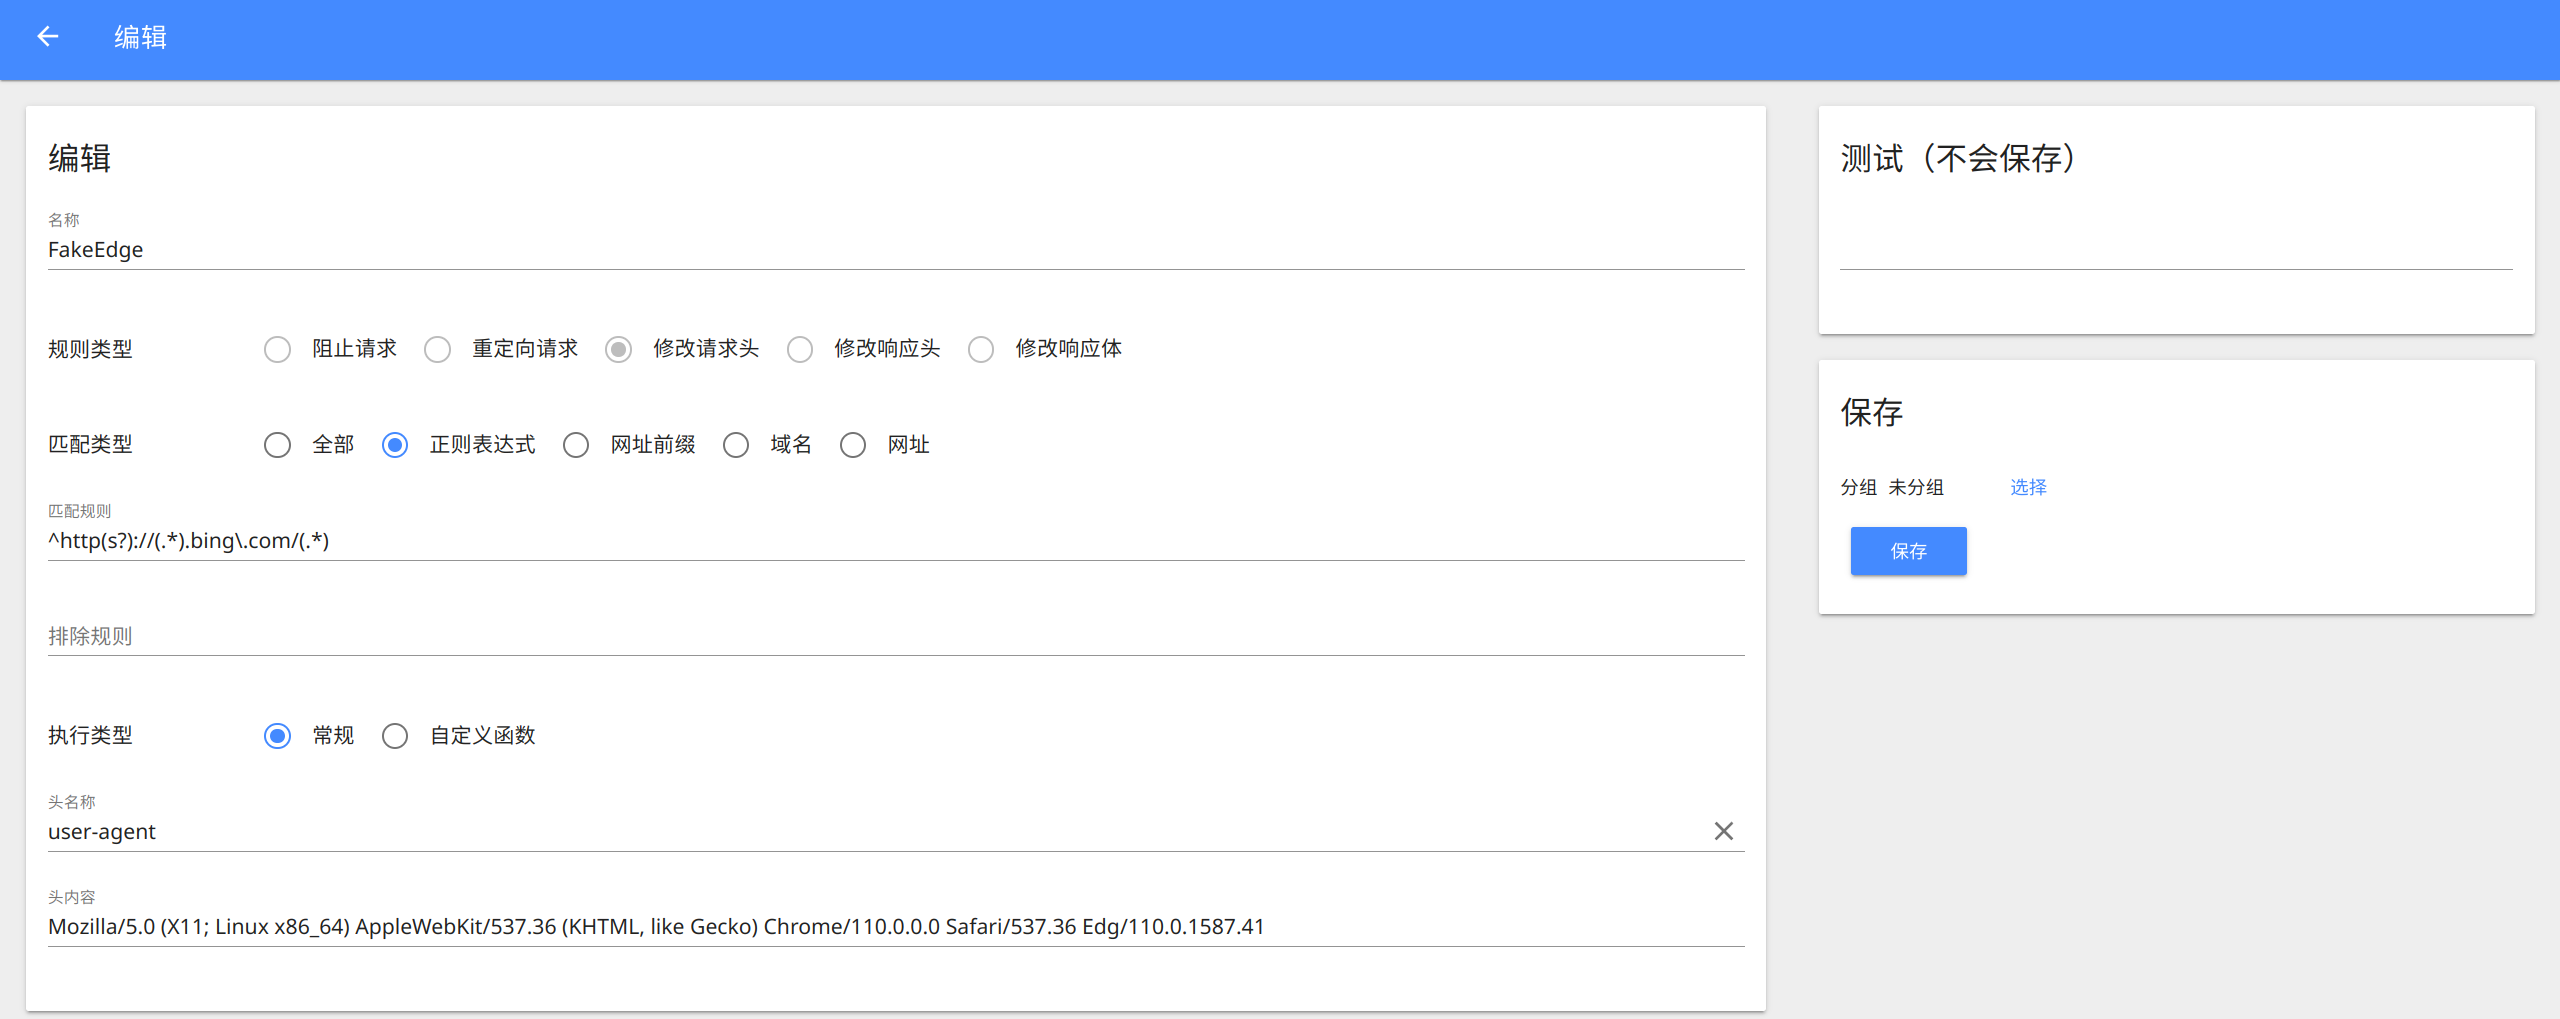 编辑
编辑
名称
FakeEdge
规则类型 阻止请求 重定向请求 修改请求头 修改响应头 修改响应体
匹配类型 全部 正则表达式 网址前缀 域名 网址
匹配规则
^http(s?)://(.*).bing\.com/(.*)
排除规则
执行类型 常规 自定义函数
头名称
user-agent
头内容
Mozilla/5.0 (X11; Linux x86_64) AppleWebKit/537.36 (KHTML, like Gecko) Chrome/110.0.0.0 Safari/537.36 Edg/110.0.1587.41
测试（不会保存）
保存
分组 未分组 选择
保存